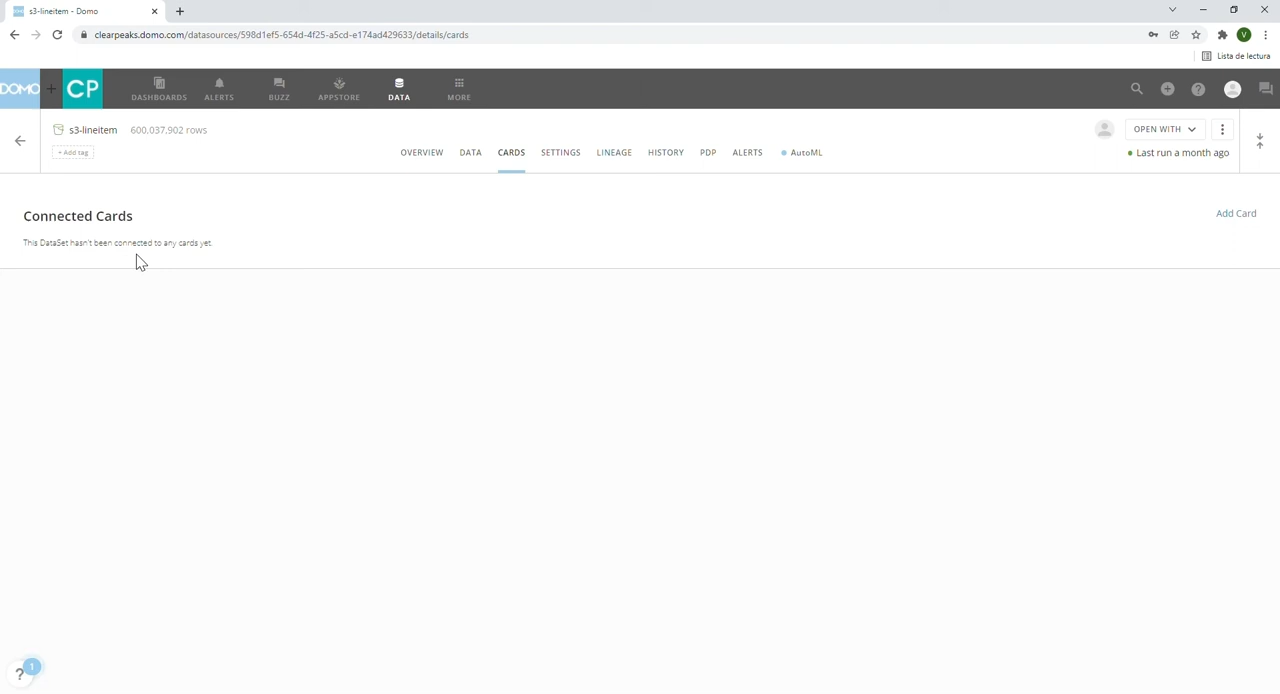 s3-lineitem - Domo
clearpeaks.domo.com/datasources/598d1ef5-654d-4f25-a5cd-e174ad429633/details/cards
V
Lista de lectura
DOMO
CP
DASHBOARDS
ALERTS
BUZZ
APPSTORE
DATA
MORE
s3-lineitem 600,037,902 rows
OPEN WITH
+ Add tag
OVERVIEW DATA CARDS SETTINGS LINEAGE HISTORY PDP ALERTS AutoML
Last run a month ago
Connected Cards
Add Card
This DataSet hasn't been connected to any cards yet.
? 1